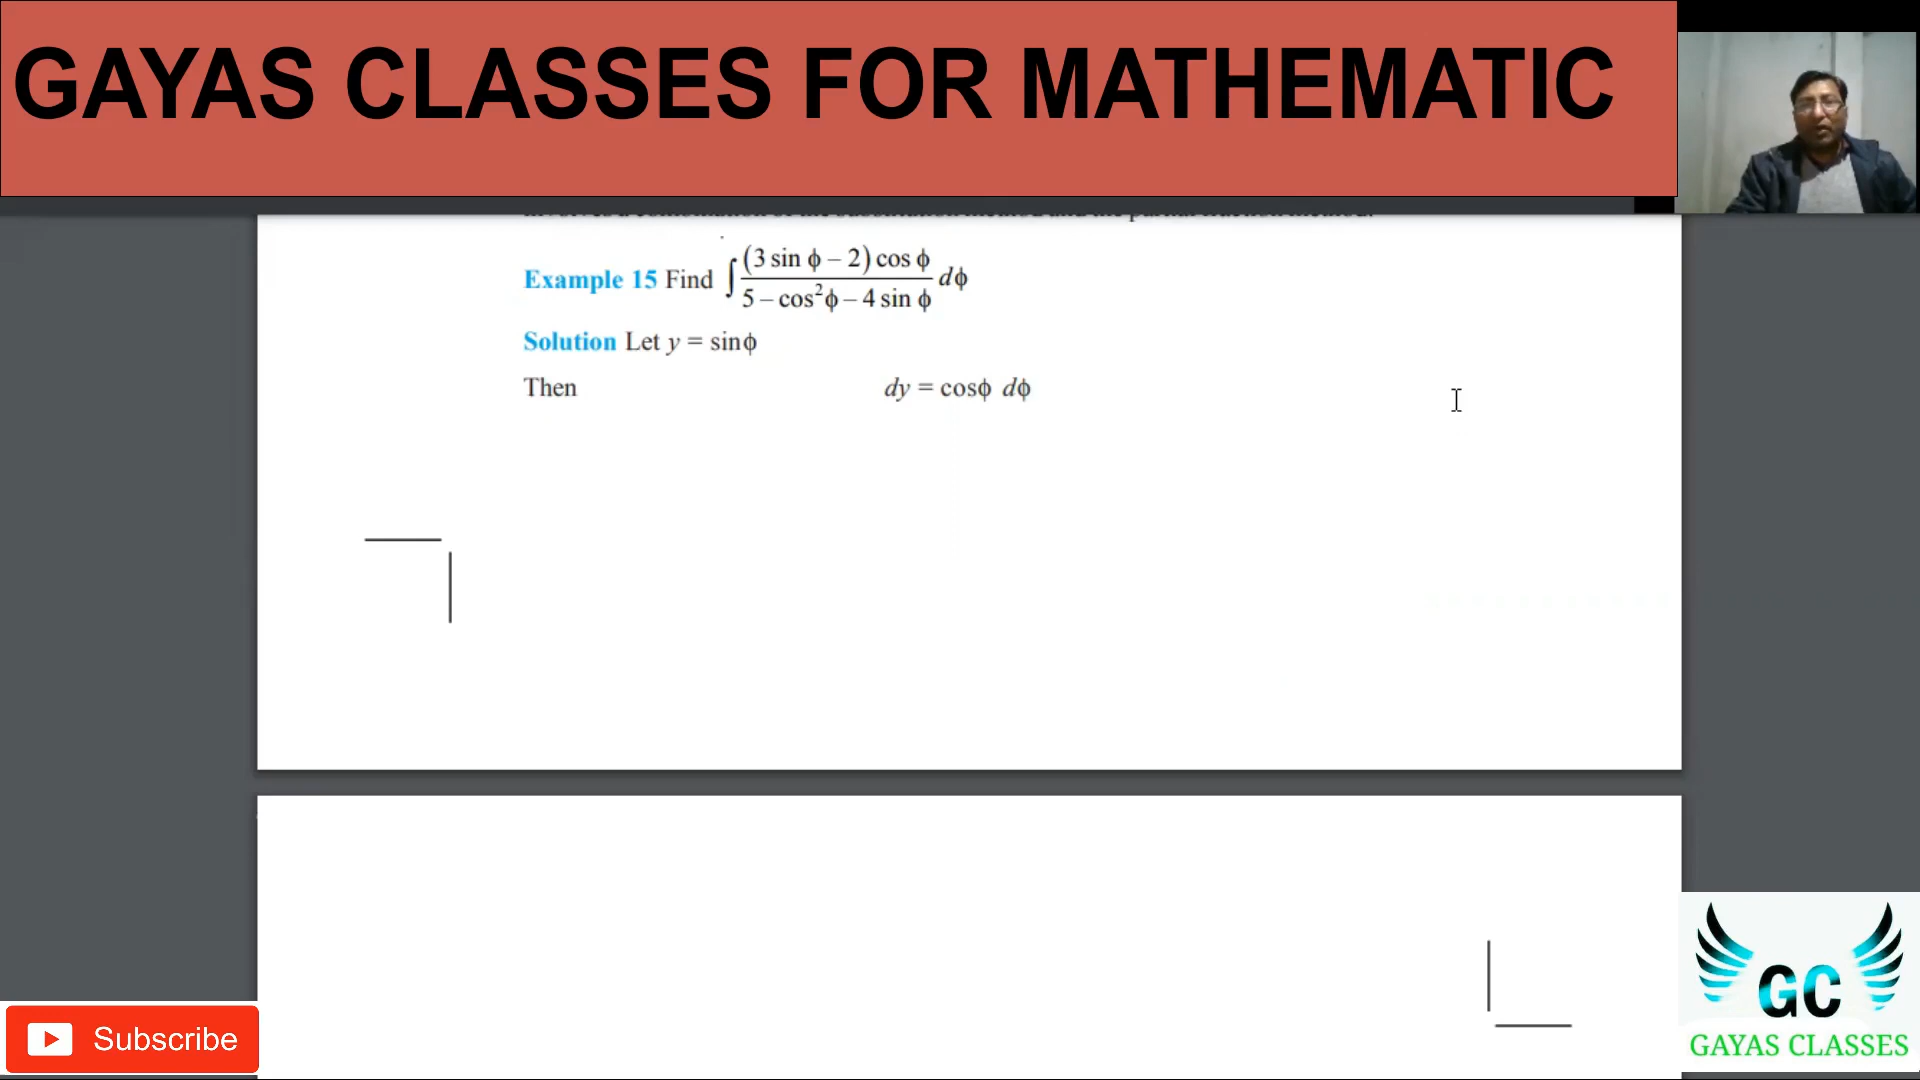 GAYAS CLASSES FOR MATHEMATIC
Example 15 Find ∫ (3 sin ϕ – 2) cos ϕ / 5 – cos²ϕ – 4 sin ϕ dϕ
Solution Let y = sinϕ
Then dy = cosϕ dϕ
GC
Subscribe
GAYAS CLASSES